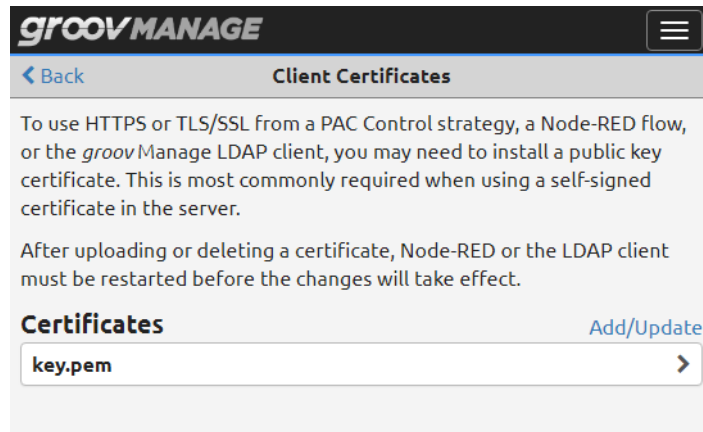 groov MANAGE
Back
Client Certificates
To use HTTPS or TLS/SSL from a PAC Control strategy, a Node-RED flow,
or the groov Manage LDAP client, you may need to install a public key
certificate. This is most commonly required when using a self-signed
certificate in the server.
After uploading or deleting a certificate, Node-RED or the LDAP client
must be restarted before the changes will take effect.
Certificates
Add/Update
key.pem